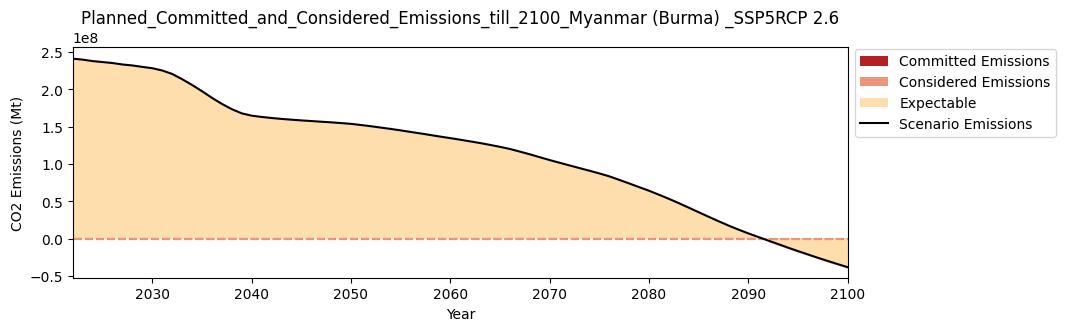 Planned_Committed_and_Considered_Emissions_till_2100_Myanmar (Burma) _SSP5RCP 2.6
1e8
2.5
2.0
1.5
1.0
0.5
0.0
−0.5
CO2 Emissions (Mt)
2030 2040 2050 2060 2070 2080 2090 2100
Year
Committed Emissions
Considered Emissions
Expectable
Scenario Emissions